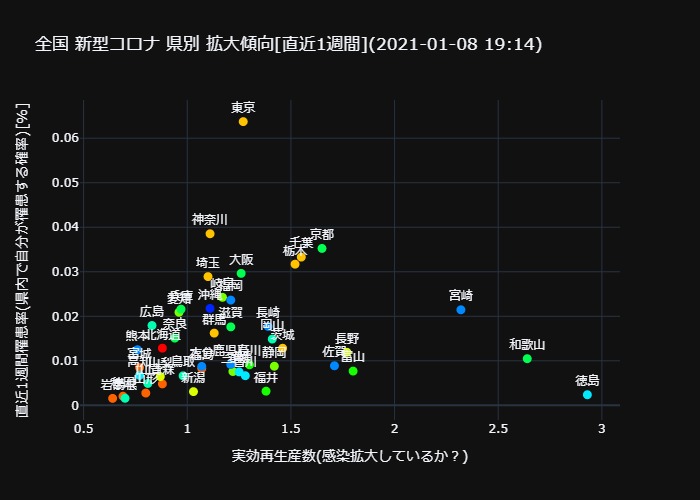 全国 新型コロナ 県別 拡大傾向[直近1週間](2021-01-08 19:14)
直近1週間罹患率(県内で自分が罹患する確率)[%]
0.06
0.05
0.04
0.03
0.02
0.01
0
東京
神奈川
京都
千葉
栃木
大阪
埼玉
岐阜
福岡
沖縄
宮崎
広島
滋賀
長崎
奈良
群馬
岡山
茨城
熊本
北海道
長野
佐賀
静岡
和歌山
富山
宮城
鹿児島
香川
鳥取
新潟
福井
徳島
0.5
1
1.5
2
2.5
3
実効再生産数(感染拡大しているか？)